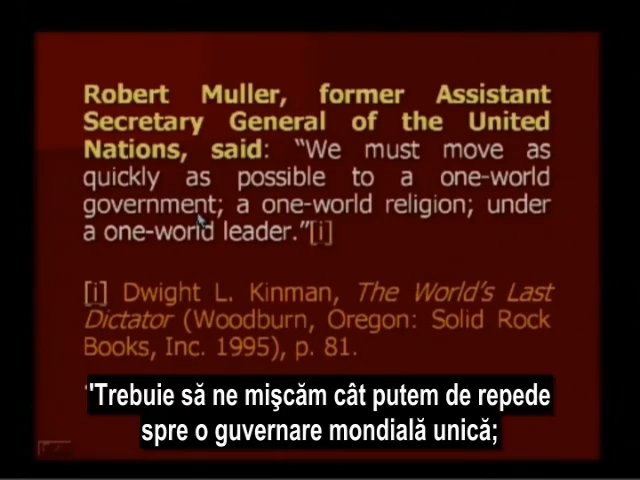 Robert Muller, former Assistant
Secretary General of the United
Nations, said: “We must move as
quickly as possible to a one-world
government; a one-world religion; under
a one-world leader.”[i]
[i] Dwight L. Kinman, The World’s Last
Dictator (Woodburn, Oregon: Solid Rock
Books, Inc. 1995), p. 81.
"Trebuie să ne mişcăm cât putem de repede
spre o guvernare mondială unică;